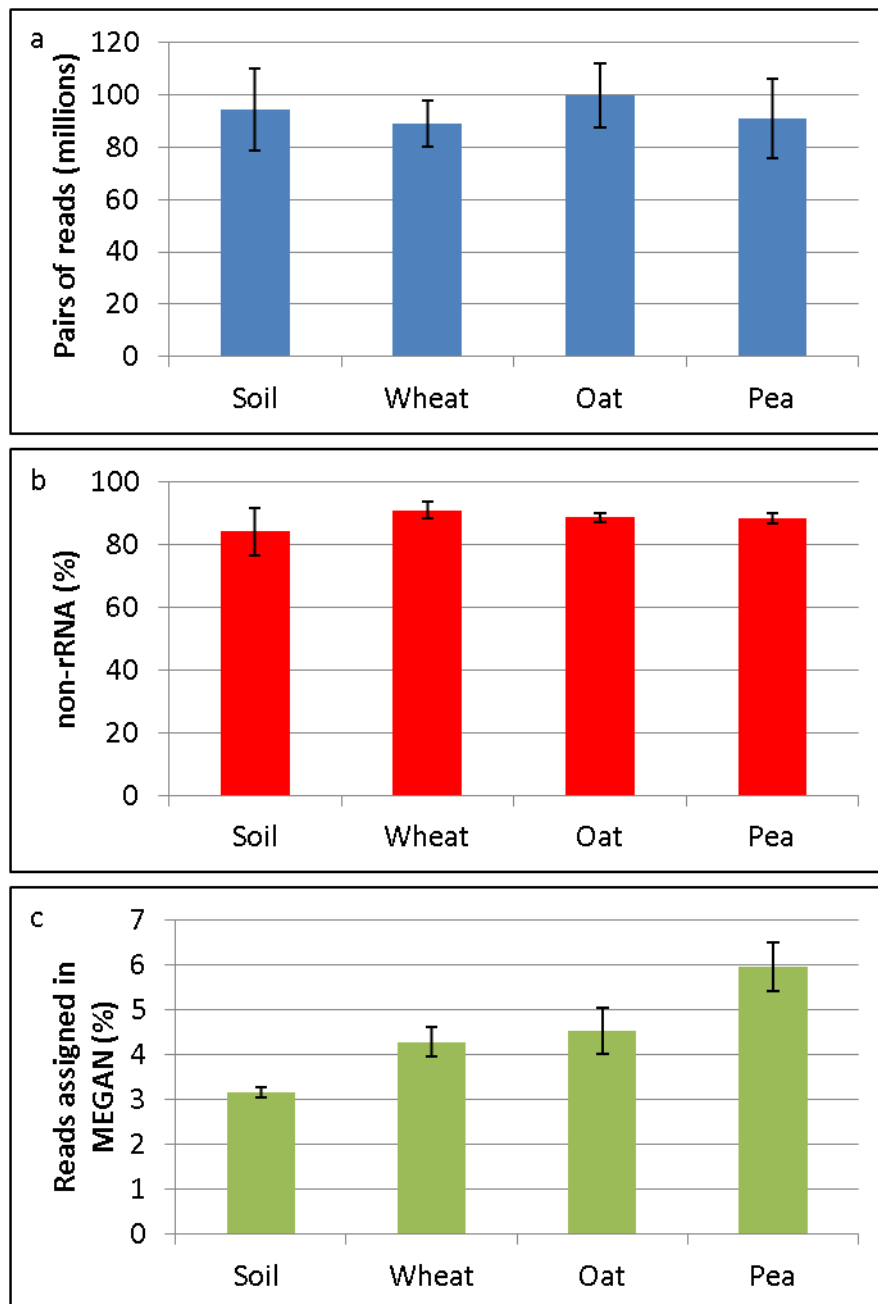 a
Pairs of reads (millions)
120
100
80
60
40
20
0
Soil Wheat Oat Pea
b
non-rRNA (%)
100
80
60
40
20
0
Soil Wheat Oat Pea
c
Reads assigned in
MEGAN (%)
7
6
5
4
3
2
1
0
Soil Wheat Oat Pea